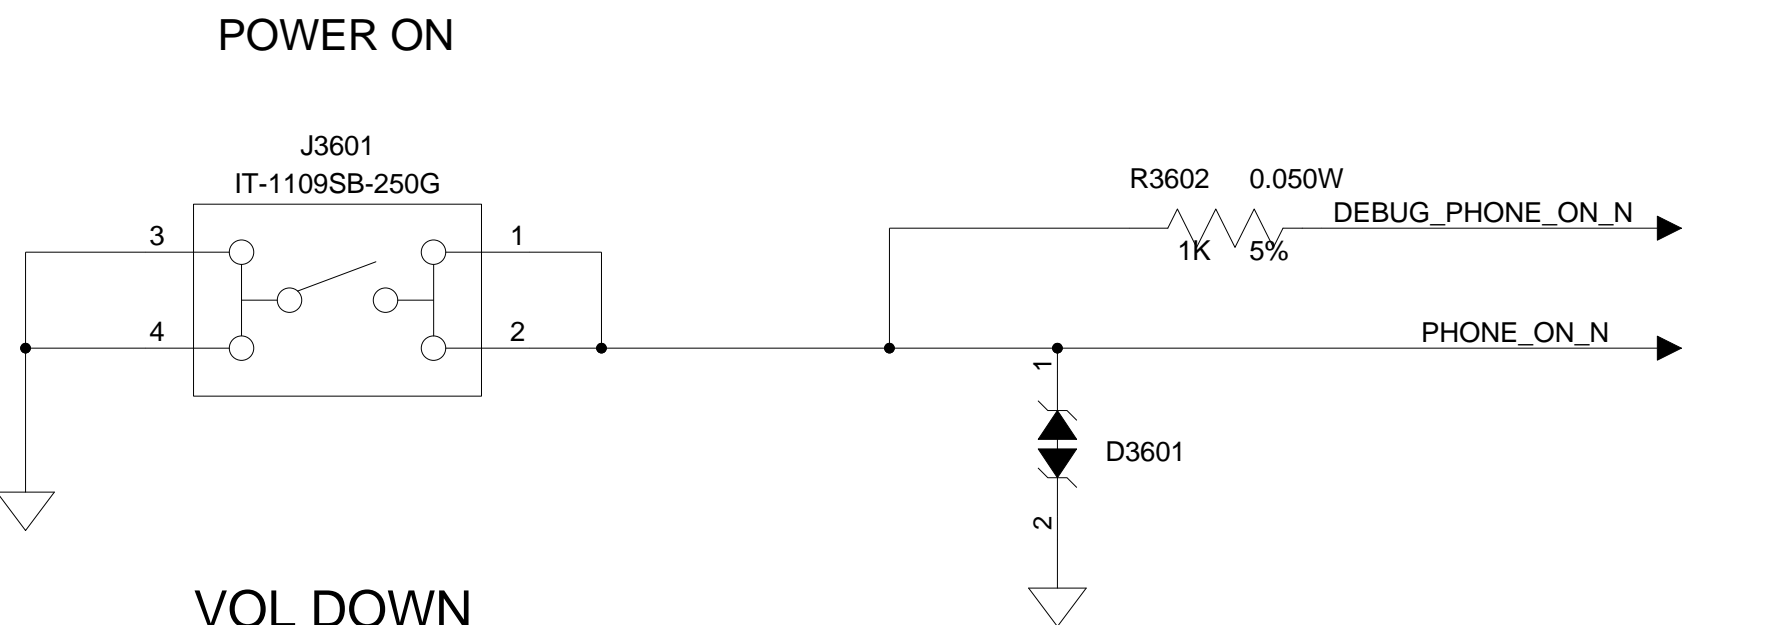 POWER ON
J3601
IT-1109SB-250G
R3602 0.050W
DEBUG_PHONE_ON_N
3 1
1K 5%
4 2
PHONE_ON_N
1
D3601
2
VOL DOWN